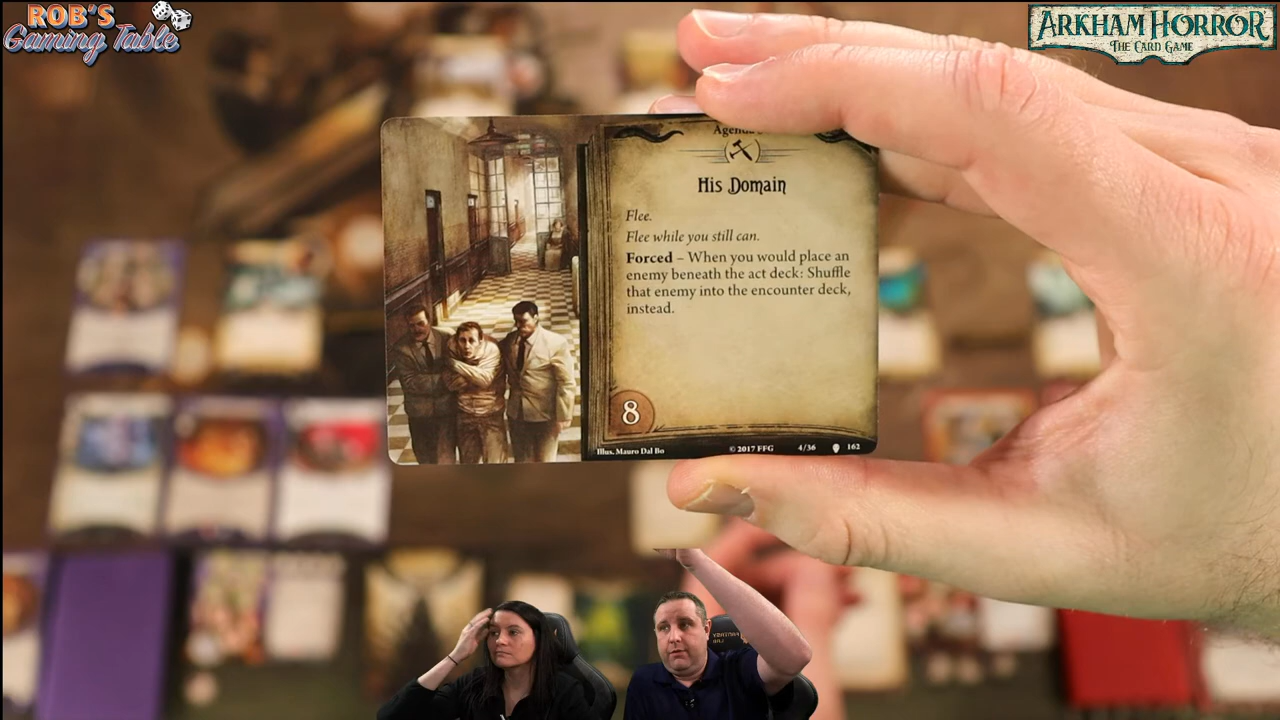 ROB'S
Gaming Table
ARKHAM HORROR
THE CARD GAME
His Domain
Flee.
Flee while you still can.
Forced – When you would place an
enemy beneath the act deck: Shuffle
that enemy into the encounter deck,
instead.
8
Illus. Mauro Dal Bo
© 2017 FFG
4/36
162